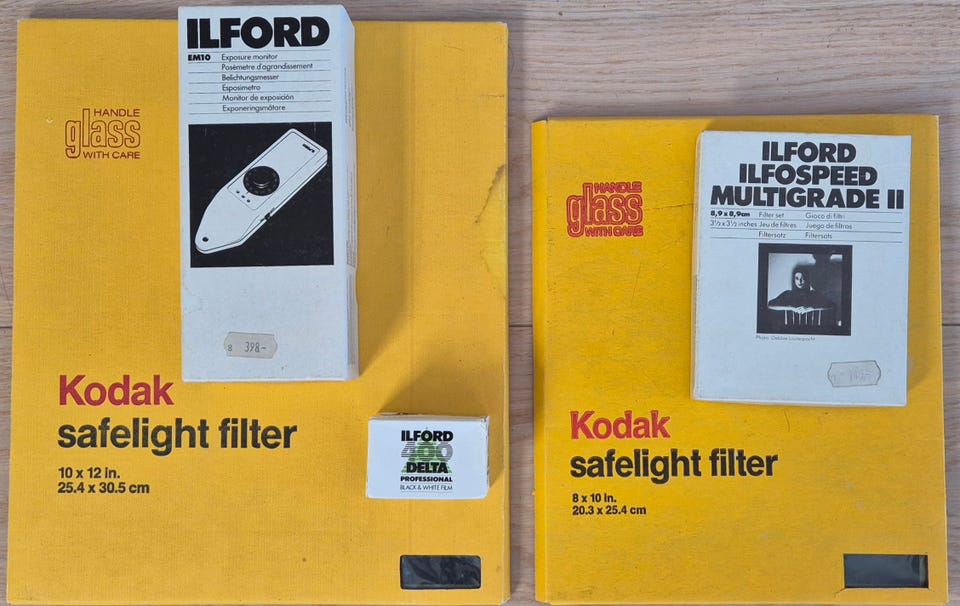 ILFORD
EM10 Exposure monitor
Posemètre d'agrandissement
Belichtungsmesser
Esposimetro
Monitor de exposición
Exponeringsmätare
8 398.-
HANDLE
glass
WITH CARE
Kodak
safelight filter
10 x 12 in.
25.4 x 30.5 cm
ILFORD
400
DELTA
PROFESSIONAL
BLACK & WHITE FILM
HANDLE
glass
WITH CARE
ILFORD
ILFOSPEED
MULTIGRADE II
8,9 x 8,9cm Filter set Gioco di filtri
3½ x 3½ inches Jeu de filtres Juego de filtros
Filtersatz Filtersats
Photo: Debbie
Kodak
safelight filter
8 x 10 in.
20.3 x 25.4 cm